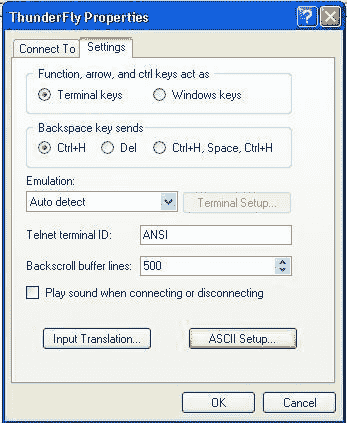 ThunderFly Properties
Connect To Settings
Function, arrow, and ctrl keys act as
Terminal keys Windows keys
Backspace key sends
Ctrl+H Del Ctrl+H, Space, Ctrl+H
Emulation:
Auto detect Terminal Setup...
Telnet terminal ID: ANSI
Backscroll buffer lines: 500
Play sound when connecting or disconnecting
Input Translation... ASCII Setup...
OK Cancel